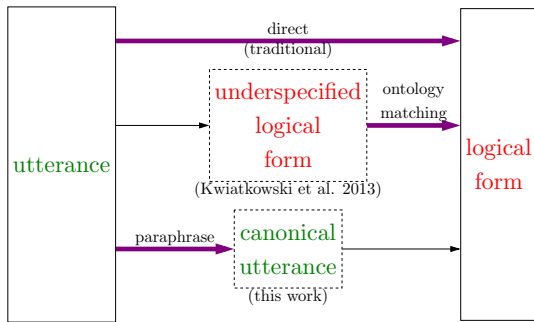 direct
(traditional)
underspecified
logical
form
ontology
matching
(Kwiatkowski et al. 2013)
utterance
logical
form
paraphrase
canonical
utterance
(this work)